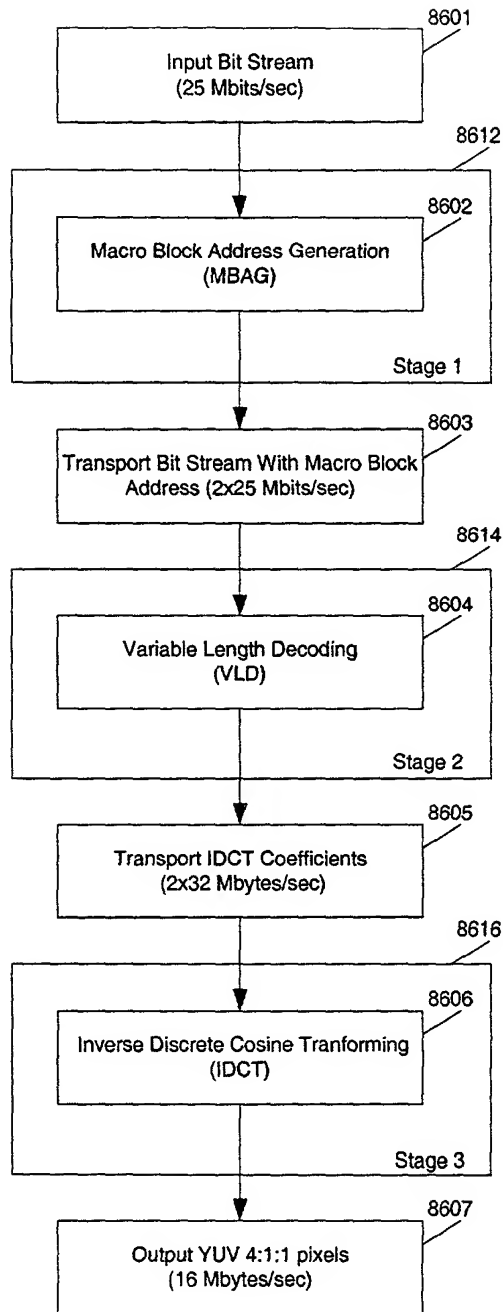 8601
Input Bit Stream
(25 Mbits/sec)
8612
8602
Macro Block Address Generation
(MBAG)
Stage 1
8603
Transport Bit Stream With Macro Block
Address (2x25 Mbits/sec)
8614
8604
Variable Length Decoding
(VLD)
Stage 2
8605
Transport IDCT Coefficients
(2x32 Mbytes/sec)
8616
8606
Inverse Discrete Cosine Tranforming
(IDCT)
Stage 3
8607
Output YUV 4:1:1 pixels
(16 Mbytes/sec)